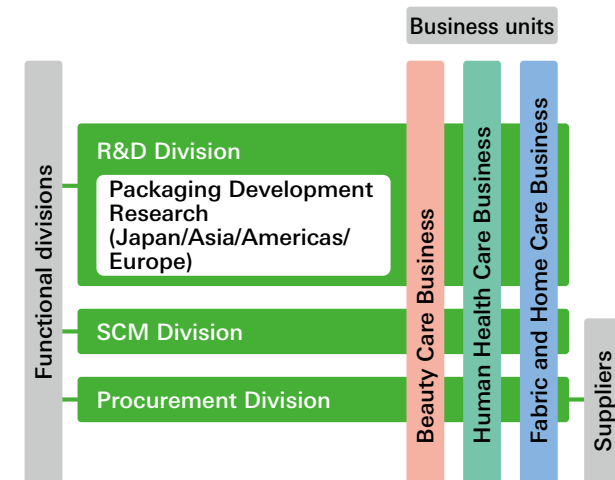 Business units
Functional divisions
R&D Division
Packaging Development
Research
(Japan/Asia/Americas/
Europe)
SCM Division
Procurement Division
Beauty Care Business
Human Health Care Business
Fabric and Home Care Business
Suppliers